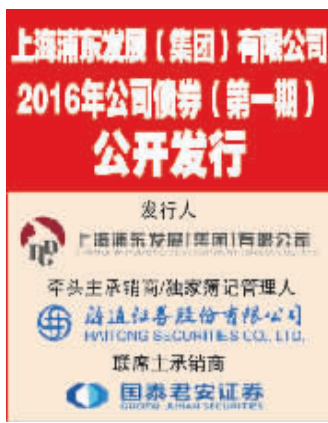 上海浦东发展（集团）有限公司
2016年公司债券（第一期）
公开发行
发行人
上海浦东发展(集团)有限公司
牵头主承销商/独家簿记管理人
海通证券股份有限公司
HAITONG SECURITIES CO., LTD.
联席主承销商
国泰君安证券
GUOTAI JUNAN SECURITIES